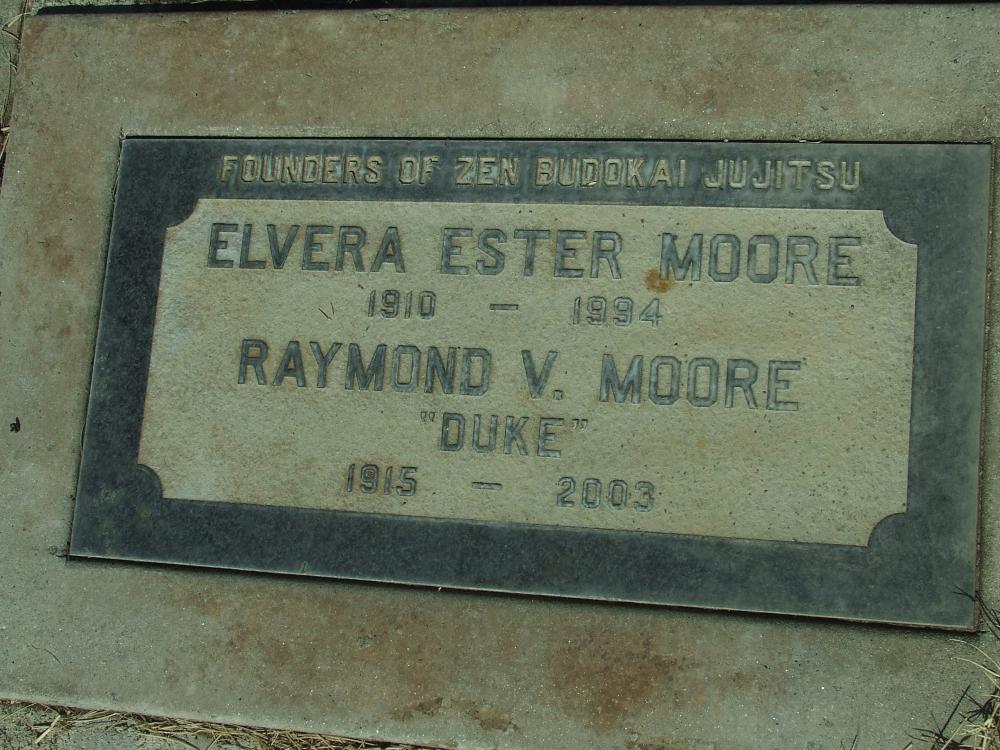 FOUNDERS OF ZEN BUDOKAI JUJITSU
ELVERA ESTER MOORE
1910 — 1994
RAYMOND V. MOORE
"DUKE"
1915 — 2003